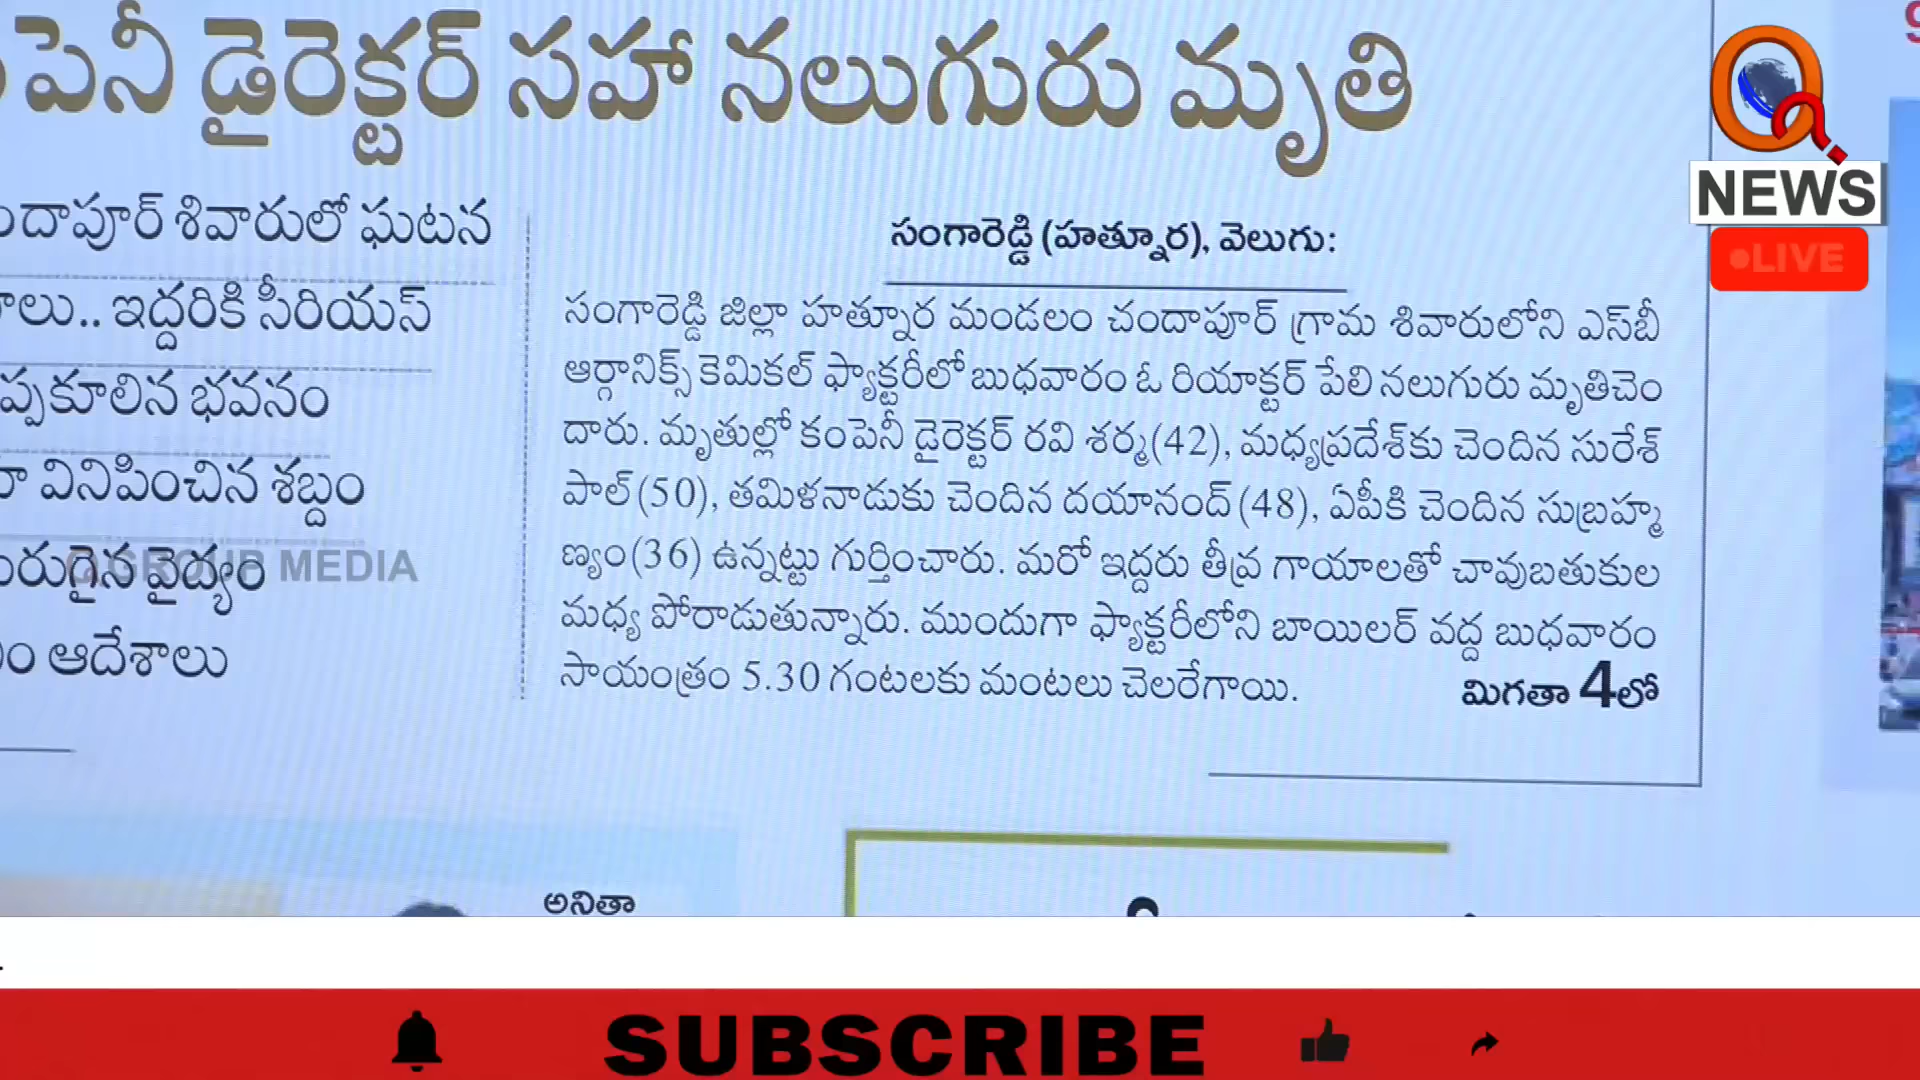 కంపెనీ డైరెక్టర్ సహా నలుగురు మృతి
శివారులో ఘటన
ఇద్దరికి సీరియస్
భవనం
వినిపించిన శబ్దం
వైద్యం
ఆదేశాలు
సంగారెడ్డి (హత్నూర), వెలుగు:
సంగారెడ్డి జిల్లా హత్నూర మండలం చందాపూర్ గ్రామ శివారులోని ఎస్‌బీ
ఆర్గానిక్స్ కెమికల్ ఫ్యాక్టరీలో బుధవారం ఓ రియాక్టర్ పేలి నలుగురు మృతిచెం
దారు. మృతుల్లో కంపెనీ డైరెక్టర్ రవి శర్మ(42), మధ్యప్రదేశ్‌కు చెందిన సురేశ్
పాల్(50), తమిళనాడుకు చెందిన దయానంద్(48), ఏపీకి చెందిన సుబ్రహ్మ
ణ్యం(36) ఉన్నట్టు గుర్తించారు. మరో ఇద్దరు తీవ్ర గాయాలతో చావుబతుకుల
మధ్య పోరాడుతున్నారు. ముందుగా ఫ్యాక్టరీలోని బాయిలర్ వద్ద బుధవారం
సాయంత్రం 5.30 గంటలకు మంటలు చెలరేగాయి.
మిగతా 4లో
అనితా
Q GROUP MEDIA
Q
NEWS
LIVE
SUBSCRIBE